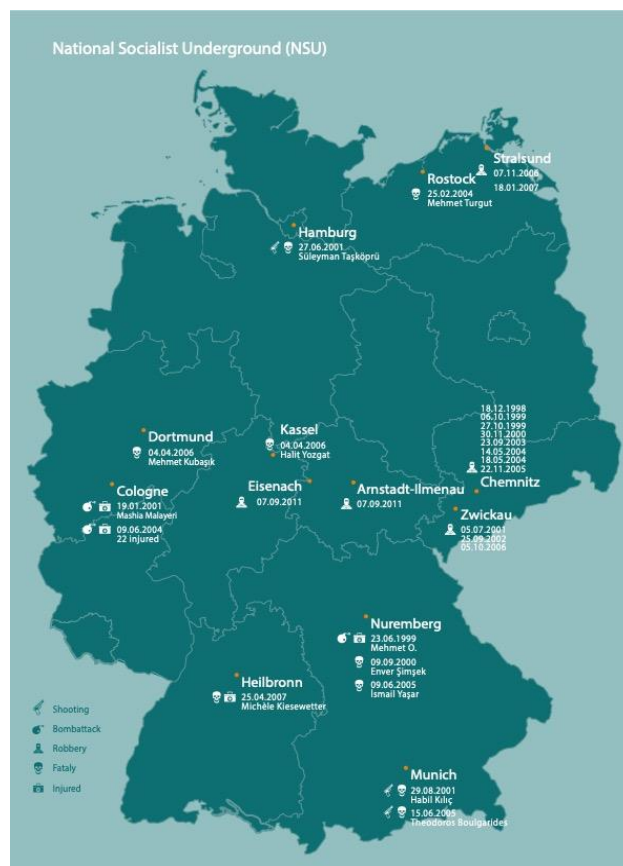 National Socialist Underground (NSU)
Stralsund
07.11.2006
18.01.2007
Rostock
25.02.2004
Mehmet Turgut
Hamburg
27.06.2001
Süleyman Taşköprü
18.12.1998
06.10.1999
27.10.1999
30.11.2000
23.09.2003
14.05.2004
18.05.2004
22.11.2005
Chemnitz
Dortmund
04.04.2006
Mehmet Kubaşık
Kassel
04.04.2006
Halit Yozgat
Cologne
19.01.2001
Mashia Malayeri
09.06.2004
22 injured
Eisenach
07.09.2011
Arnstadt-Ilmenau
07.09.2011
Zwickau
05.07.2001
25.09.2002
05.10.2006
Nuremberg
23.06.1999
Mehmet O.
09.09.2000
Enver Şimşek
09.06.2005
İsmail Yaşar
Heilbronn
25.04.2007
Michèle Kiesewetter
Munich
29.08.2001
Habil Kılıç
15.06.2005
Theodoros Boulgarides
Shooting
Bombattack
Robbery
Fataly
Injured